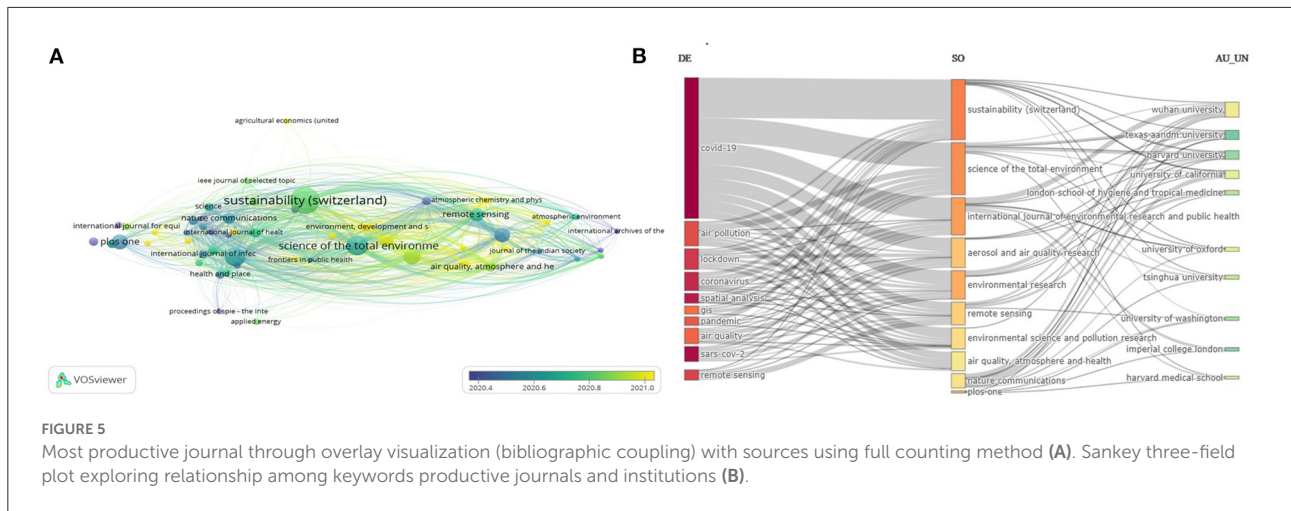 A
agricultural economics (united
ieee journal of selected topic
sustainability (switzerland)
science
nature communications
international journal for equi
international journal of healt
plos one
environment, development and s
science of the total environme
international journal of infec
frontiers in public health
health and place
atmospheric chemistry and phys
remote sensing
atmospheric environment
international archives of the
journal of the indian society
air quality, atmosphere and he
proceedings of spie - the inte
applied energy
VOSviewer
2020.4 2020.6 2020.8 2021.0
B
DE SO AU_UN
covid-19
air pollution
lockdown
coronavirus
spatial analysis
gis
pandemic
air quality
sars-cov-2
remote sensing
sustainability (switzerland)
science of the total environment
international journal of environmental research and public health
aerosol and air quality research
environmental research
remote sensing
environmental science and pollution research
air quality, atmosphere and health
nature communications
plos one
wuhan university
texas aandm university
harvard university
university of california
london school of hygiene and tropical medicine
university of oxford
tsinghua university
university of washington
imperial college london
harvard medical school
FIGURE 5
Most productive journal through overlay visualization (bibliographic coupling) with sources using full counting method (A). Sankey three-field
plot exploring relationship among keywords productive journals and institutions (B).